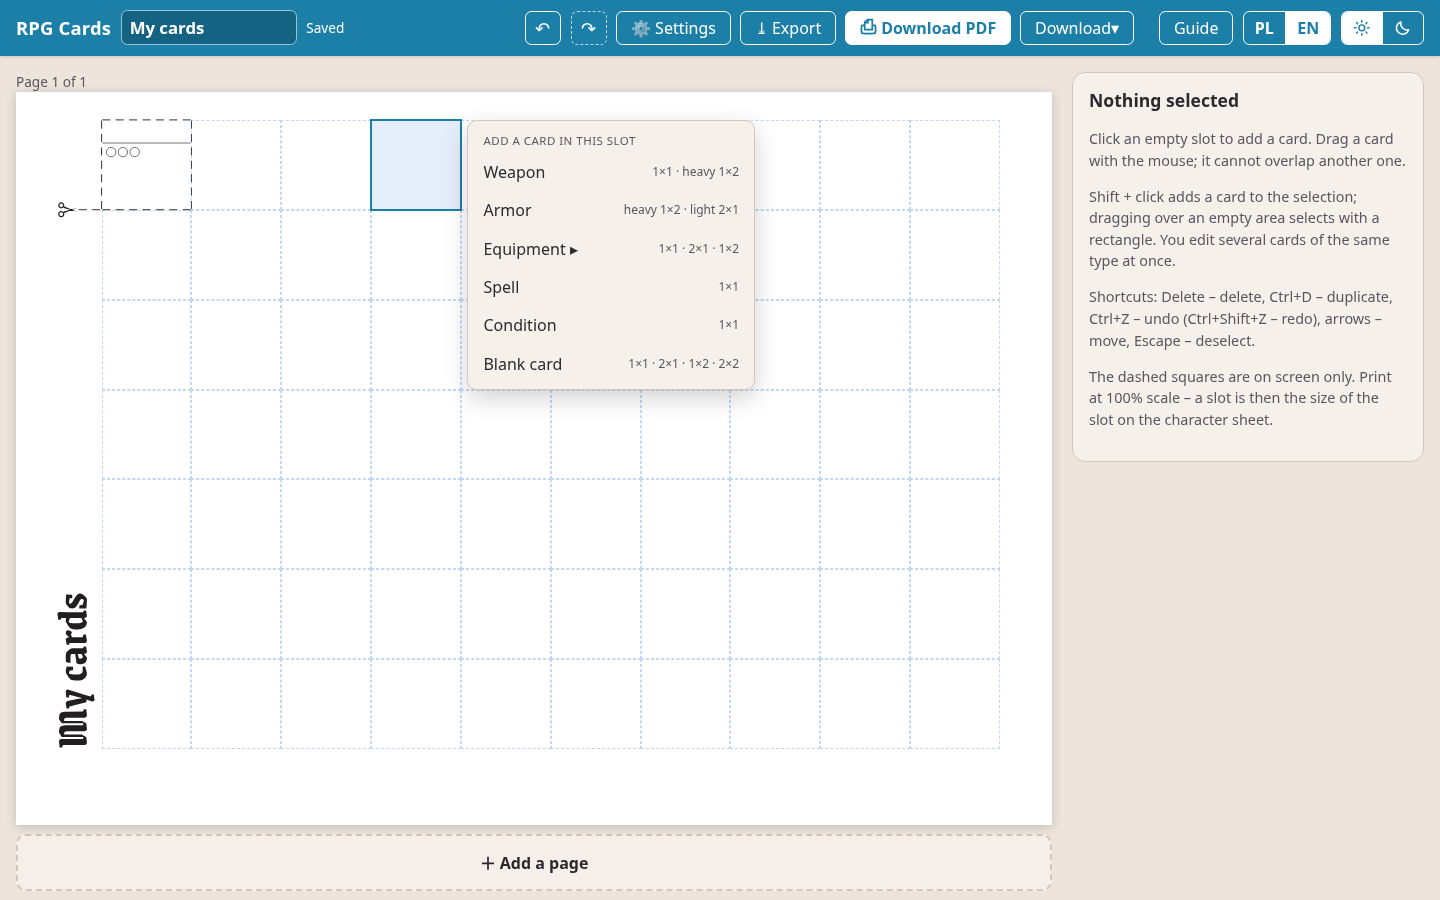 RPG Cards My cards Saved ↶ ↷ ⚙️ Settings ⤓ Export Download PDF Download▾ Guide PL EN
Page 1 of 1
ADD A CARD IN THIS SLOT
Weapon 1×1 · heavy 1×2
Armor heavy 1×2 · light 2×1
Equipment ▸ 1×1 · 2×1 · 1×2
Spell 1×1
Condition 1×1
Blank card 1×1 · 2×1 · 1×2 · 2×2
My cards
+ Add a page
Nothing selected
Click an empty slot to add a card. Drag a card
with the mouse; it cannot overlap another one.
Shift + click adds a card to the selection;
dragging over an empty area selects with a
rectangle. You edit several cards of the same
type at once.
Shortcuts: Delete – delete, Ctrl+D – duplicate,
Ctrl+Z – undo (Ctrl+Shift+Z – redo), arrows –
move, Escape – deselect.
The dashed squares are on screen only. Print
at 100% scale – a slot is then the size of the
slot on the character sheet.